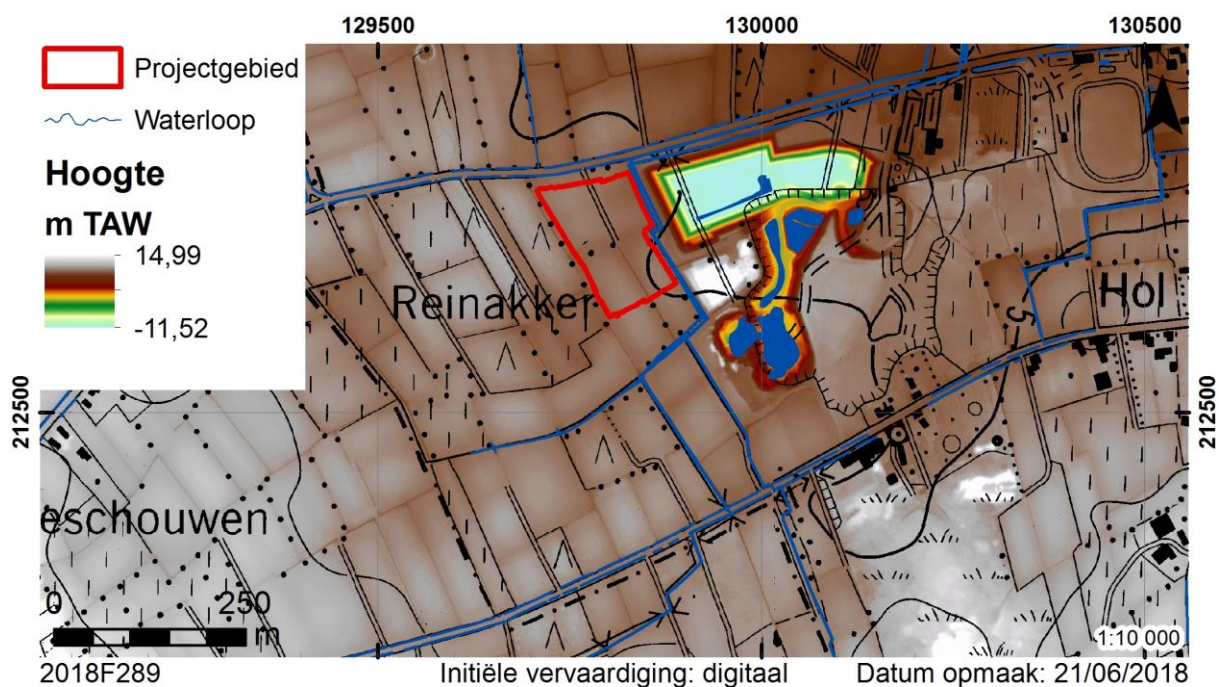 129500 130000 130500
Projectgebied
Waterloop
Hoogte
m TAW
14,99
-11,52
Reinakker
Hol
5
212500 212500
eschouwen
0 250
m
1:10 000
2018F289 Initiële vervaardiging: digitaal Datum opmaak: 21/06/2018